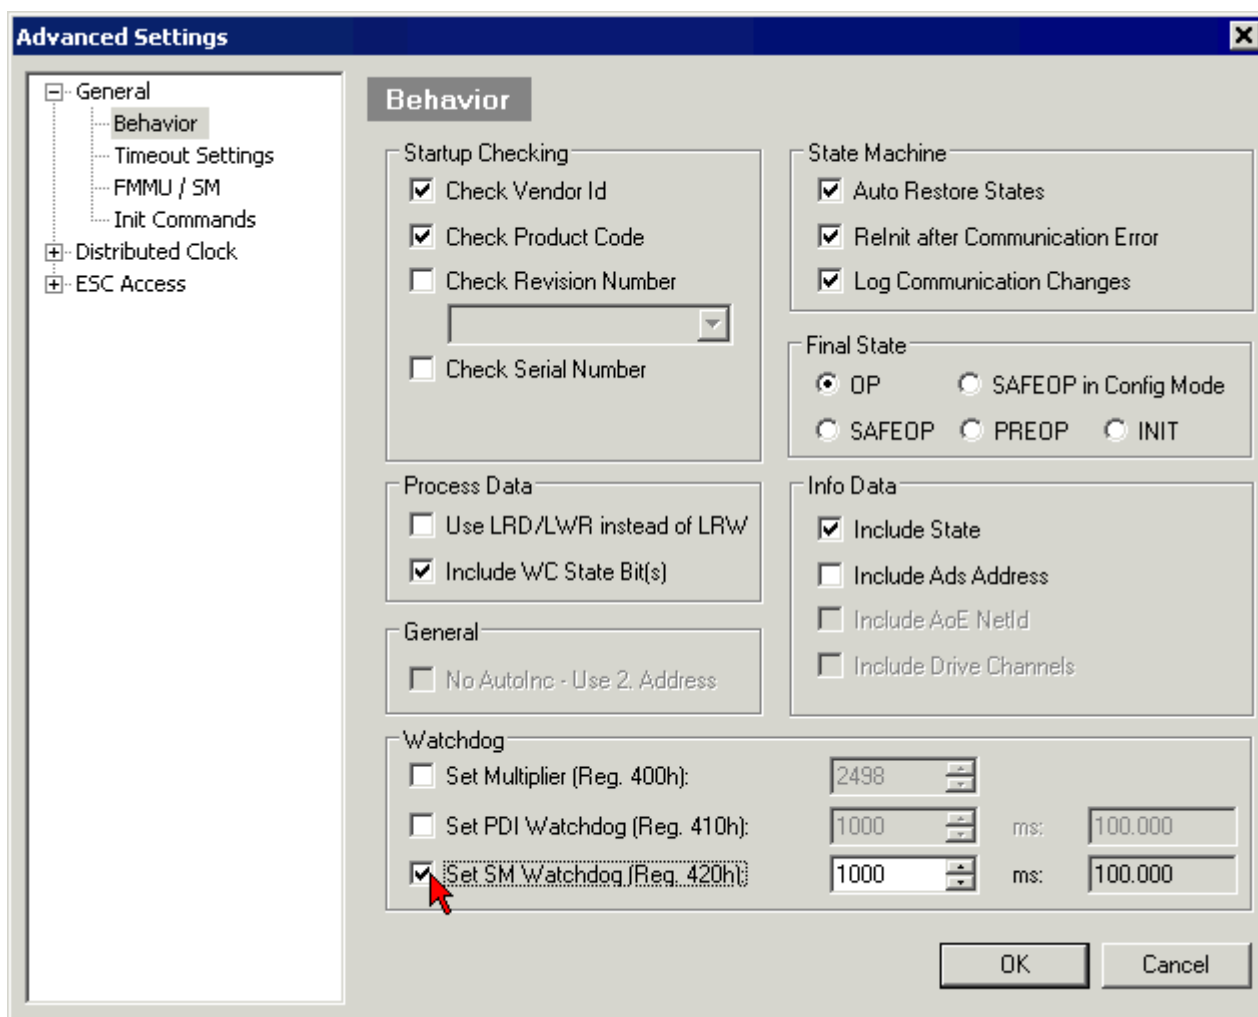 Advanced Settings
General
Behavior
Timeout Settings
FMMU / SM
Init Commands
Distributed Clock
ESC Access
Behavior
Startup Checking
Check Vendor Id
Check Product Code
Check Revision Number
Check Serial Number
State Machine
Auto Restore States
ReInit after Communication Error
Log Communication Changes
Final State
OP SAFEOP in Config Mode
SAFEOP PREOP INIT
Process Data
Use LRD/LWR instead of LRW
Include WC State Bit(s)
Info Data
Include State
Include Ads Address
Include AoE NetId
Include Drive Channels
General
No AutoInc - Use 2. Address
Watchdog
Set Multiplier (Reg. 400h): 2498
Set PDI Watchdog (Reg. 410h): 1000 ms: 100.000
Set SM Watchdog (Reg. 420h): 1000 ms: 100.000
OK Cancel